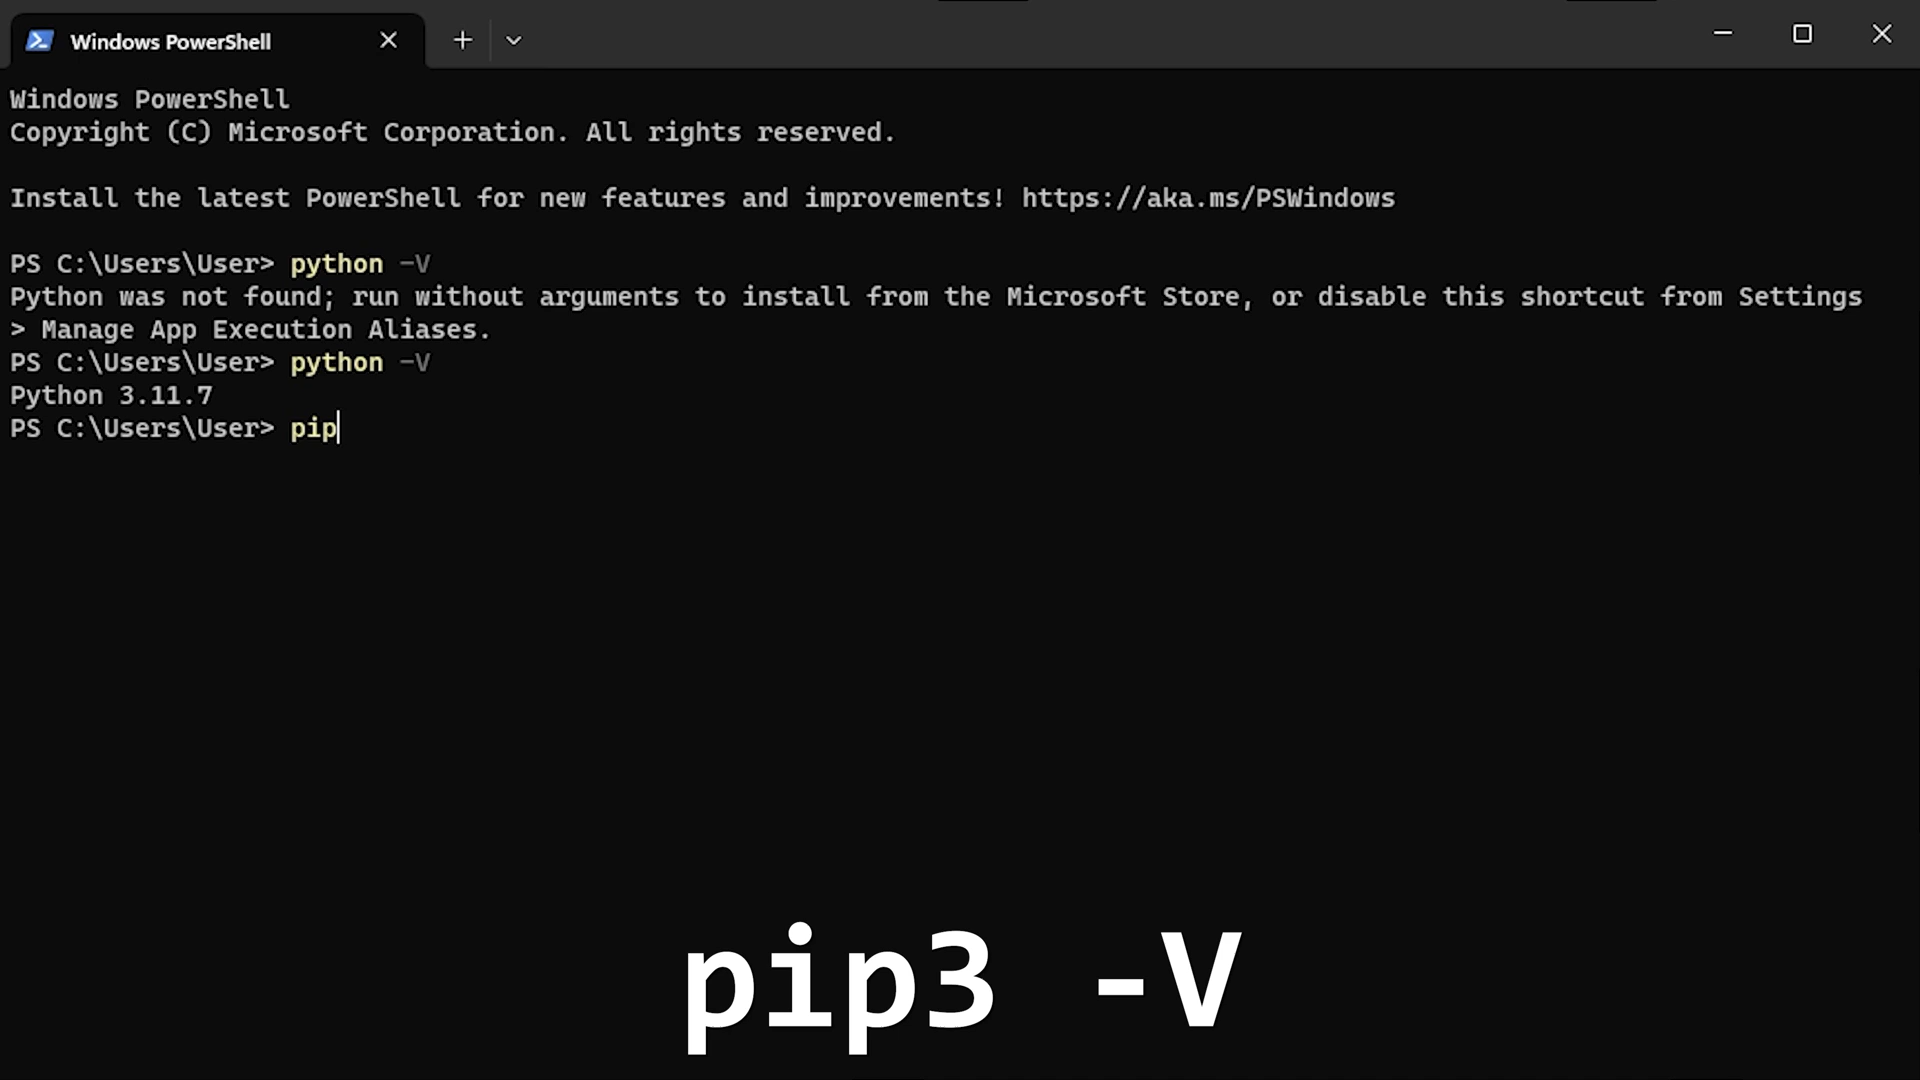 Windows PowerShell
Windows PowerShell
Copyright (C) Microsoft Corporation. All rights reserved.
Install the latest PowerShell for new features and improvements! https://aka.ms/PSWindows
PS C:\Users\User> python -V
Python was not found; run without arguments to install from the Microsoft Store, or disable this shortcut from Settings
> Manage App Execution Aliases.
PS C:\Users\User> python -V
Python 3.11.7
PS C:\Users\User> pip
pip3 -V